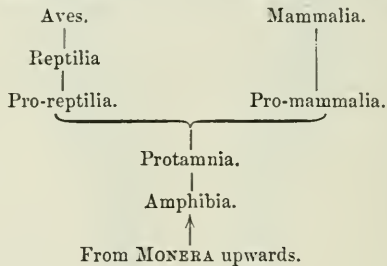 Aves. Mammalia.
Reptilia
Pro-reptilia. Pro-mammalia.
Protamnia.
Amphibia.
From MONERA upwards.